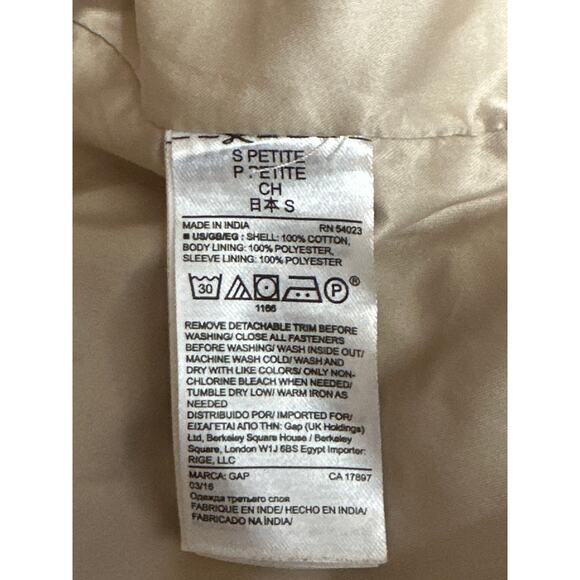 S PETITE
P. PETITE
CH
日本 S
MADE IN INDIA RN 54023
■ US/GB/EG : SHELL: 100% COTTON,
BODY LINING: 100% POLYESTER,
SLEEVE LINING: 100% POLYESTER
30 P ®
1166
REMOVE DETACHABLE TRIM BEFORE
WASHING/ CLOSE ALL FASTENERS
BEFORE WASHING/ WASH INSIDE OUT/
MACHINE WASH COLD/ WASH AND
DRY WITH LIKE COLORS/ ONLY NON-
CHLORINE BLEACH WHEN NEEDED/
TUMBLE DRY LOW/ WARM IRON AS
NEEDED
DISTRIBUIDO POR/ IMPORTED FOR/
ΕΙΣΑΓΕΤΑΙ ΑΠΟ ΤΗΝ: Gap (UK Holdings)
Ltd, Berkeley Square House / Berkeley
Square, London W1J 6BS Egypt Importer:
RIGE, LLC
MARCA: GAP CA 17897
03/16
Одежда третьего слоя
FABRIQUE EN INDE/ HECHO EN INDIA/
FABRICADO NA ÍNDIA/